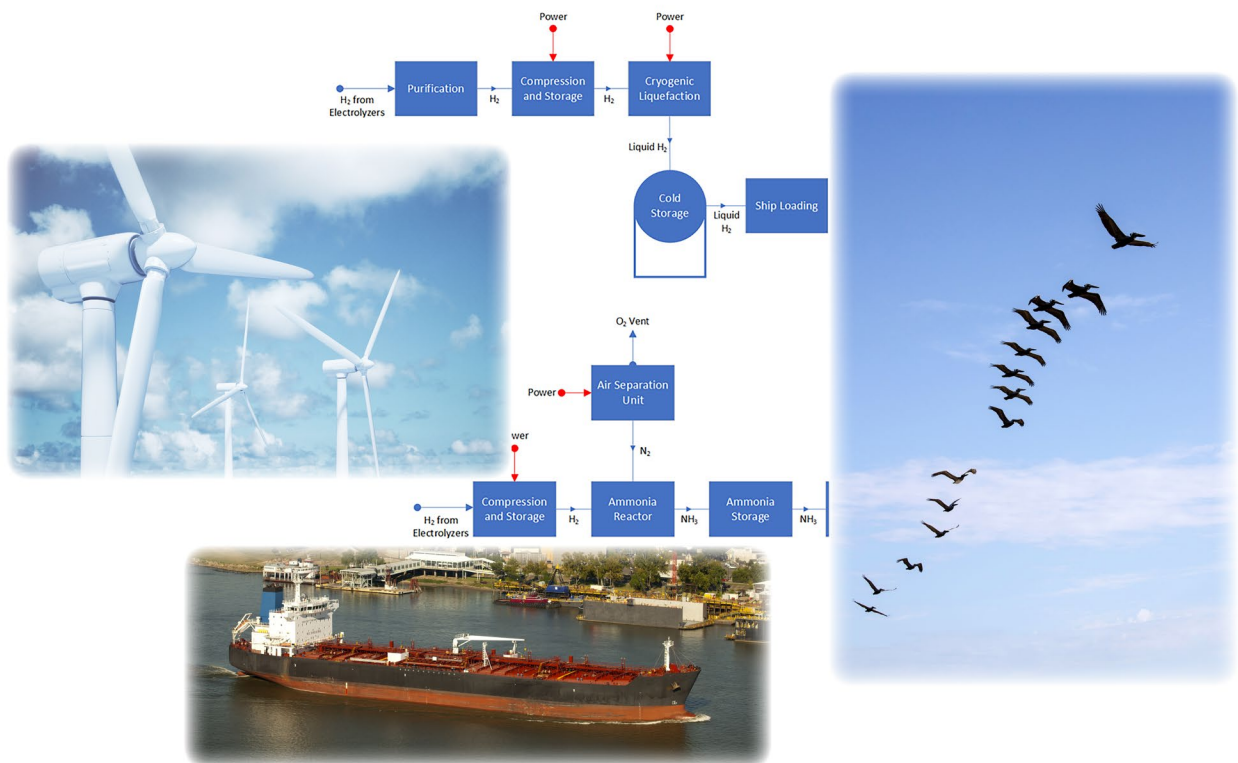 Power
Power
Purification
Compression
and Storage
Cryogenic
Liquefaction
H₂ from
Electrolyzers
H₂
H₂
Liquid H₂
Cold
Storage
Liquid
H₂
Ship Loading
O₂ Vent
Power
Air Separation
Unit
N₂
wer
Compression
and Storage
Ammonia
Reactor
Ammonia
Storage
H₂ from
Electrolyzers
H₂
NH₃
NH₃